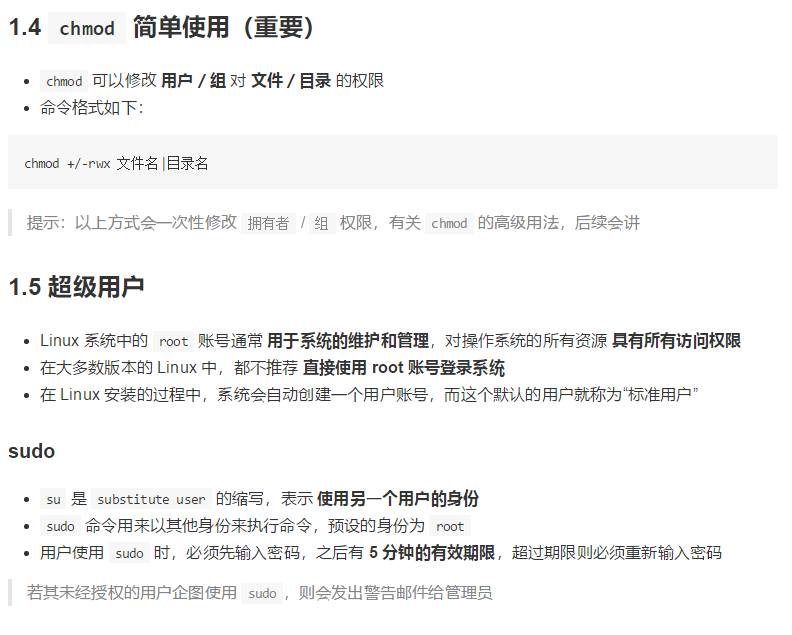 1.4 chmod 简单使用（重要）
chmod 可以修改 用户 / 组 对 文件 / 目录 的权限
命令格式如下：
chmod +/-rwx 文件名|目录名
提示：以上方式会一次性修改 拥有者 / 组 权限，有关 chmod 的高级用法，后续会讲
1.5 超级用户
Linux 系统中的 root 账号通常 用于系统的维护和管理，对操作系统的所有资源 具有所有访问权限
在大多数版本的 Linux 中，都不推荐 直接使用 root 账号登录系统
在 Linux 安装的过程中，系统会自动创建一个用户账号，而这个默认的用户就称为“标准用户”
sudo
su 是 substitute user 的缩写，表示 使用另一个用户的身份
sudo 命令用来以其他身份来执行命令，预设的身份为 root
用户使用 sudo 时，必须先输入密码，之后有 5 分钟的有效期限，超过期限则必须重新输入密码
若其未经授权的用户企图使用 sudo，则会发出警告邮件给管理员